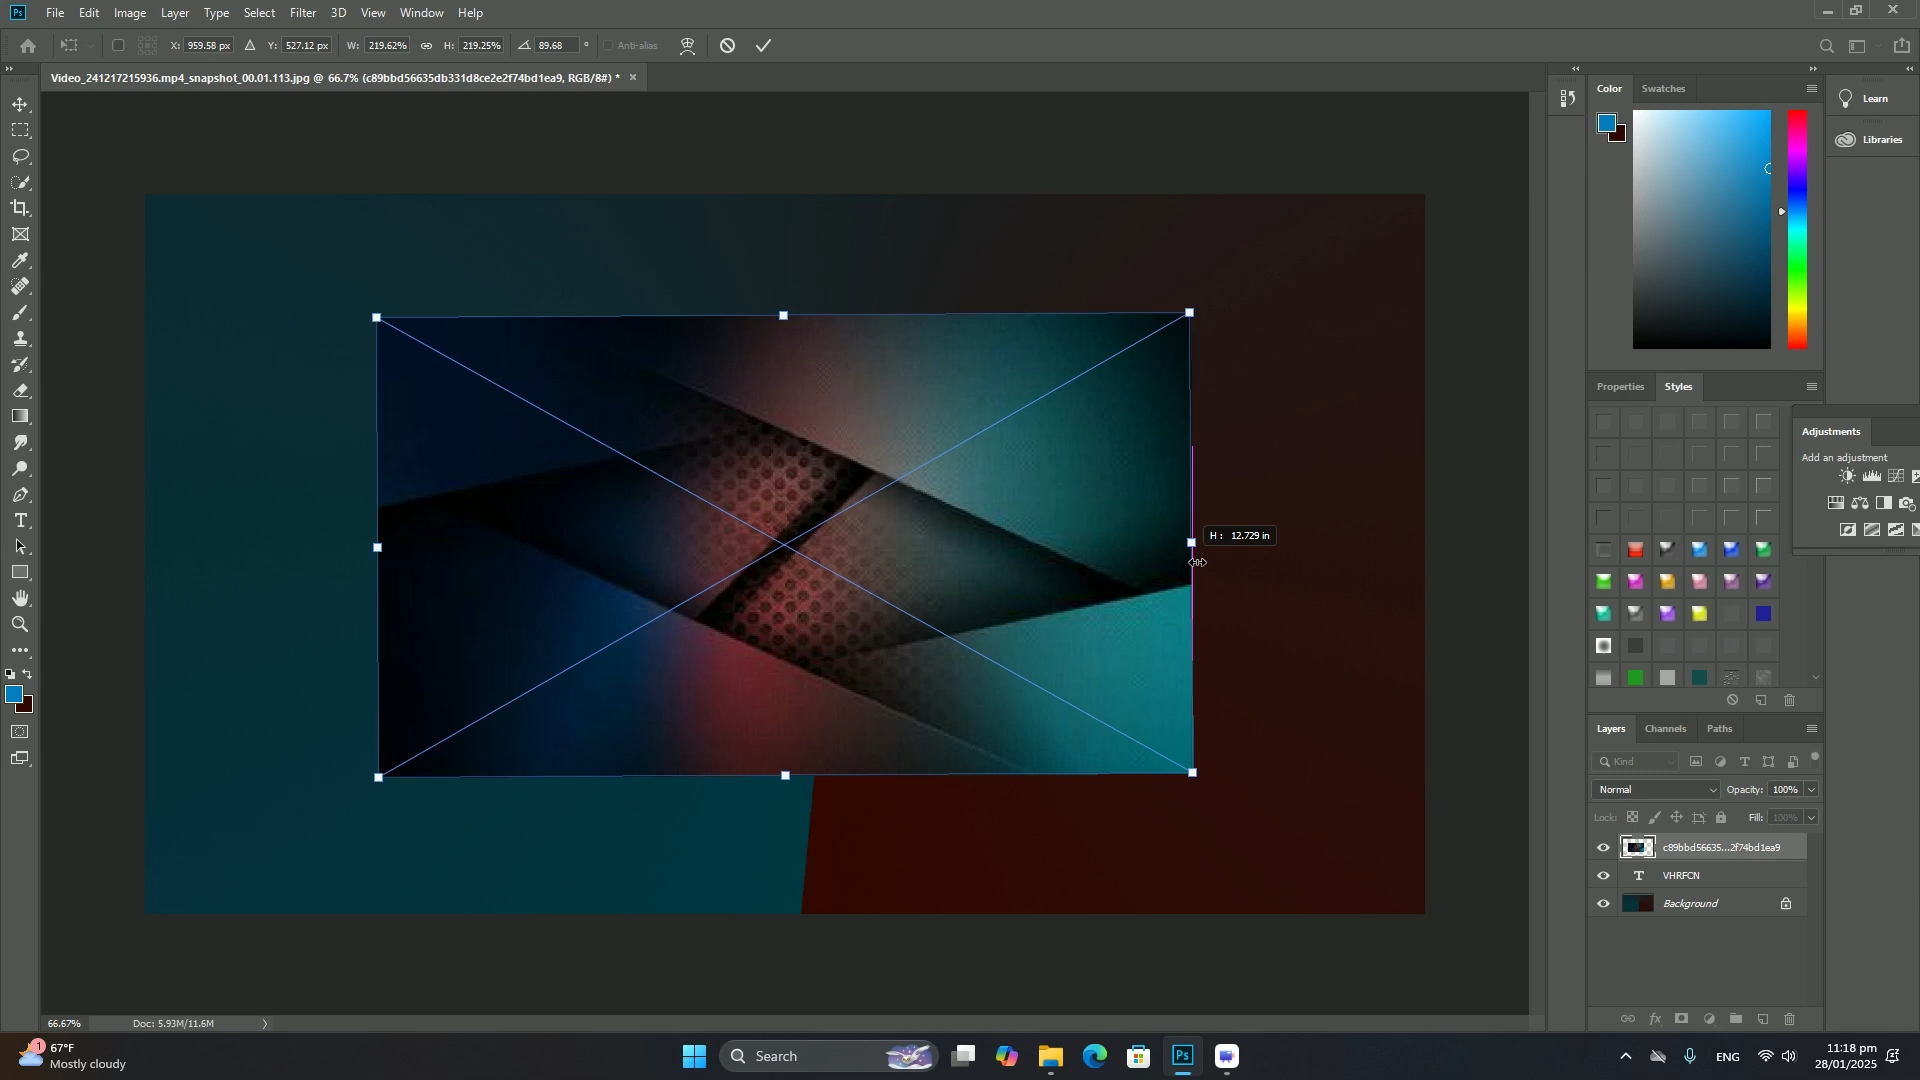 Ps File Edit Image Layer Type Select Filter 3D View Window Help
X: 959.58 px Y: 527.12 px W: 219.62% H: 219.25% 89.68 ° Anti-alias
Video_241217215936.mp4_snapshot_00.01.113.jpg @ 66.7% (c89bbd56635db331d8ce2e2f74bd1ea9, RGB/8#) * ×
Color Swatches
Learn
Libraries
Properties Styles
Adjustments
Add an adjustment
H : 12.729 in
Layers Channels Paths
Kind
Normal Opacity: 100%
Lock: Fill: 100%
c89bbd56635...2f74bd1ea9
T VHRFCN
Background
66.67% Doc: 5.93M/11.6M
1 67°F
Mostly cloudy
Search
Ps
ENG
11:18 pm
28/01/2025